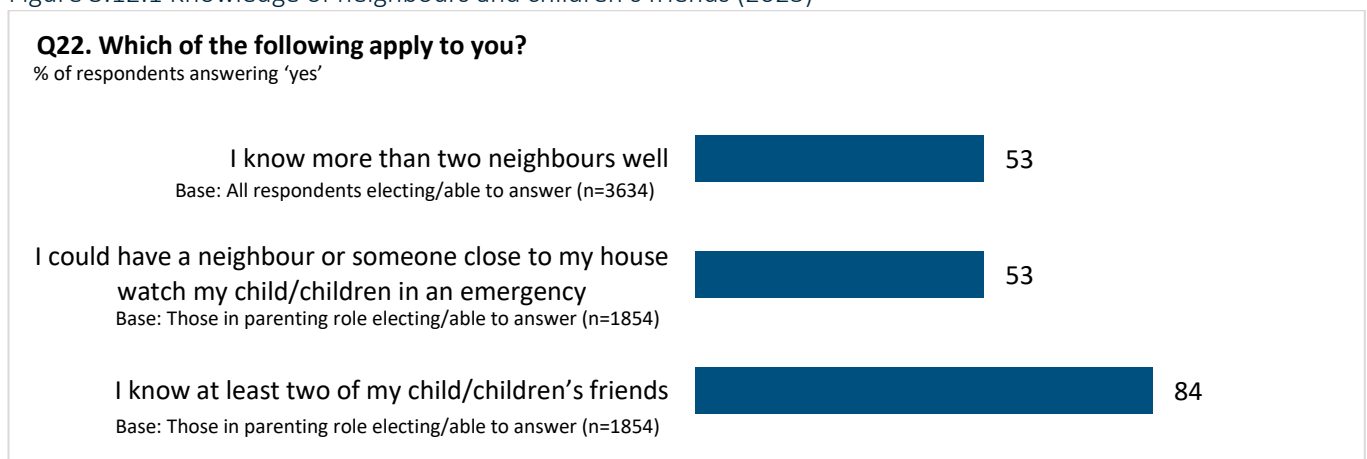 Q22. Which of the following apply to you?
% of respondents answering ‘yes’
I know more than two neighbours well
53
Base: All respondents electing/able to answer (n=3634)
I could have a neighbour or someone close to my house
watch my child/children in an emergency
53
Base: Those in parenting role electing/able to answer (n=1854)
I know at least two of my child/children’s friends
84
Base: Those in parenting role electing/able to answer (n=1854)